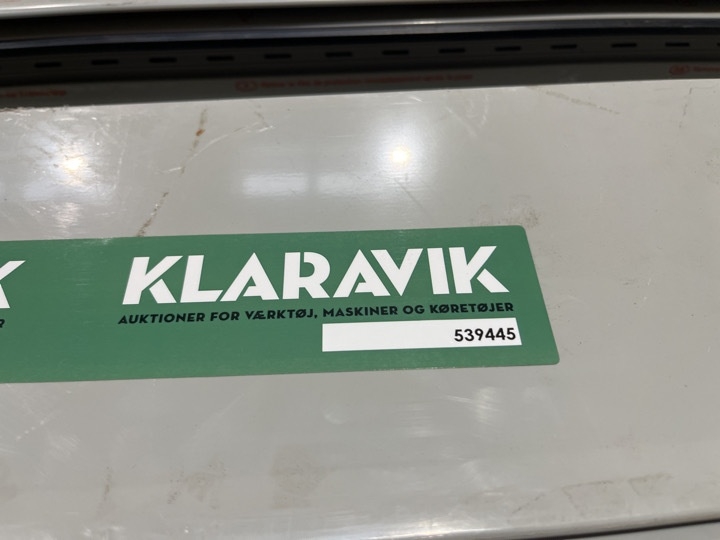 KLARAVIK
AUKTIONER FOR VÆRKTØJ, MASKINER OG KØRETØJER
539445
K
R